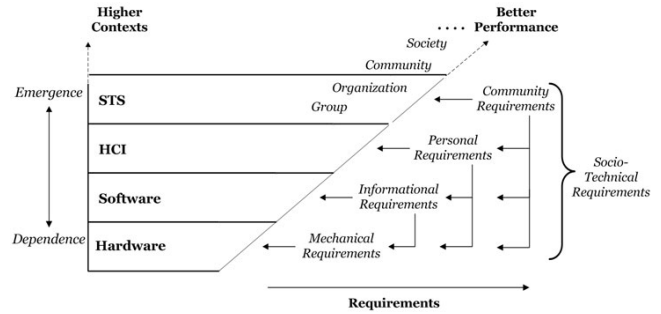 Higher
Contexts
Better
Performance
....
Society
Community
Emergence
STS
Organization
Group
Community
Requirements
HCI
Personal
Requirements
Socio-
Technical
Requirements
Software
Informational
Requirements
Dependence
Hardware
Mechanical
Requirements
Requirements